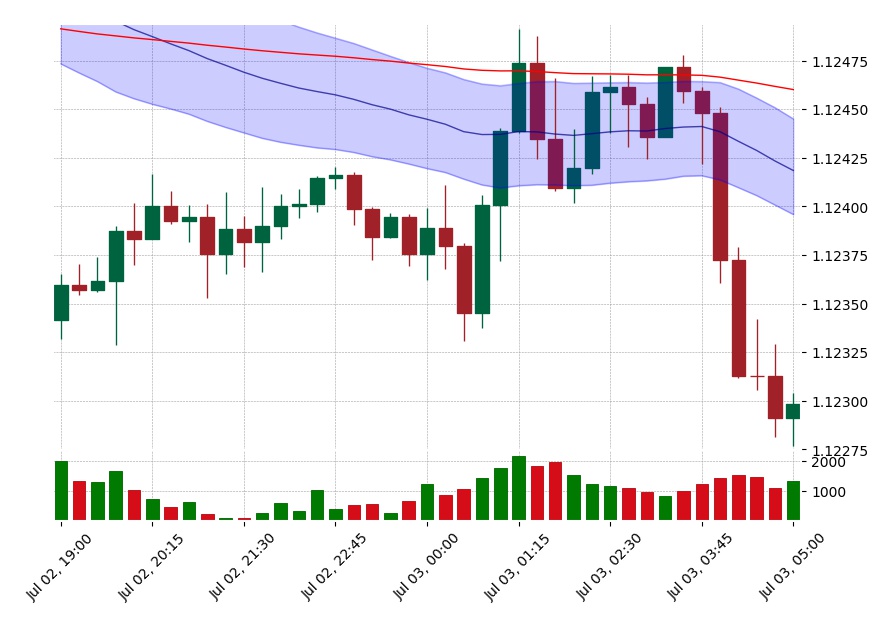 1.12475
1.12450
1.12425
1.12400
1.12375
1.12350
1.12325
1.12300
1.12275
2000
1000
Jul 02, 19:00
Jul 02, 20:15
Jul 02, 21:30
Jul 02, 22:45
Jul 03, 00:00
Jul 03, 01:15
Jul 03, 02:30
Jul 03, 03:45
Jul 03, 05:00